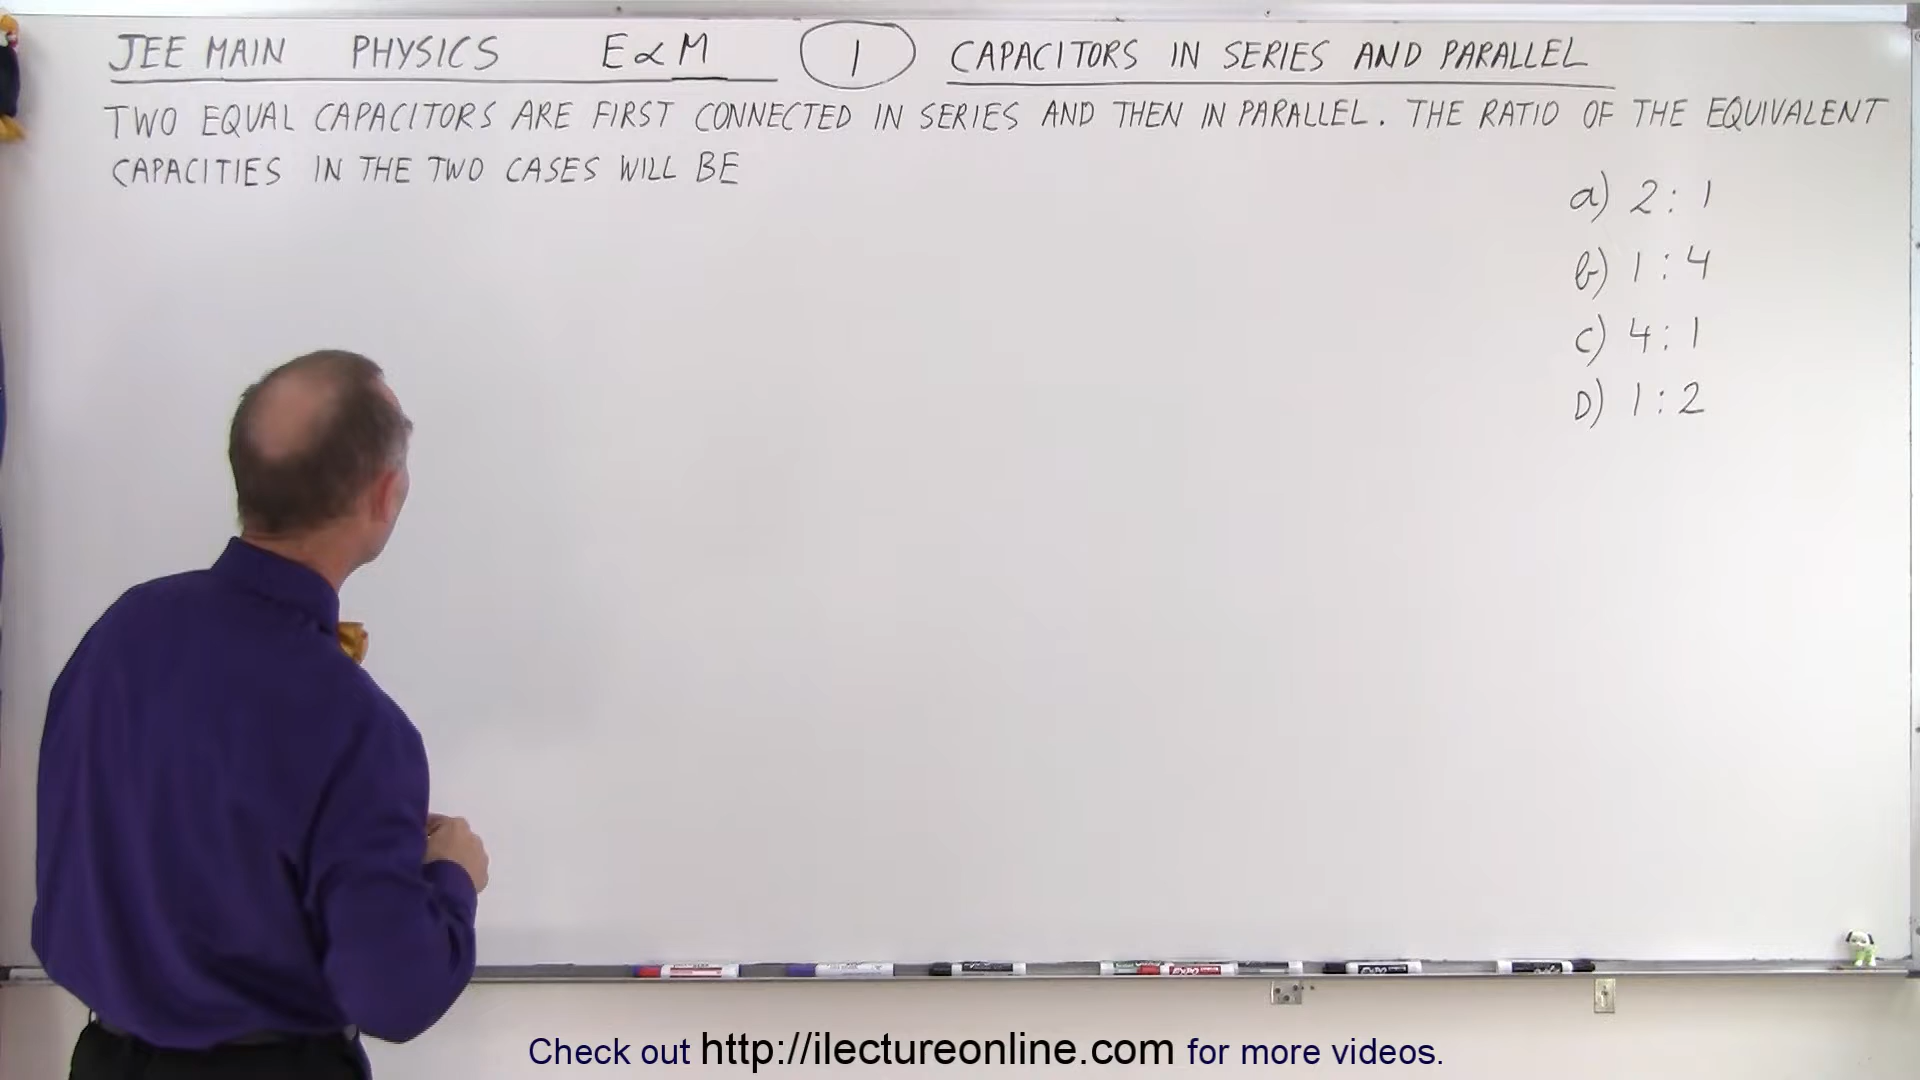 JEE MAIN PHYSICS E & M 1 CAPACITORS IN SERIES AND PARALLEL
TWO EQUAL CAPACITORS ARE FIRST CONNECTED IN SERIES AND THEN IN PARALLEL. THE RATIO OF THE EQUIVALENT
CAPACITIES IN THE TWO CASES WILL BE
a) 2 : 1
b) 1 : 4
c) 4 : 1
D) 1 : 2
EXPO
Check out http://ilectureonline.com for more videos.